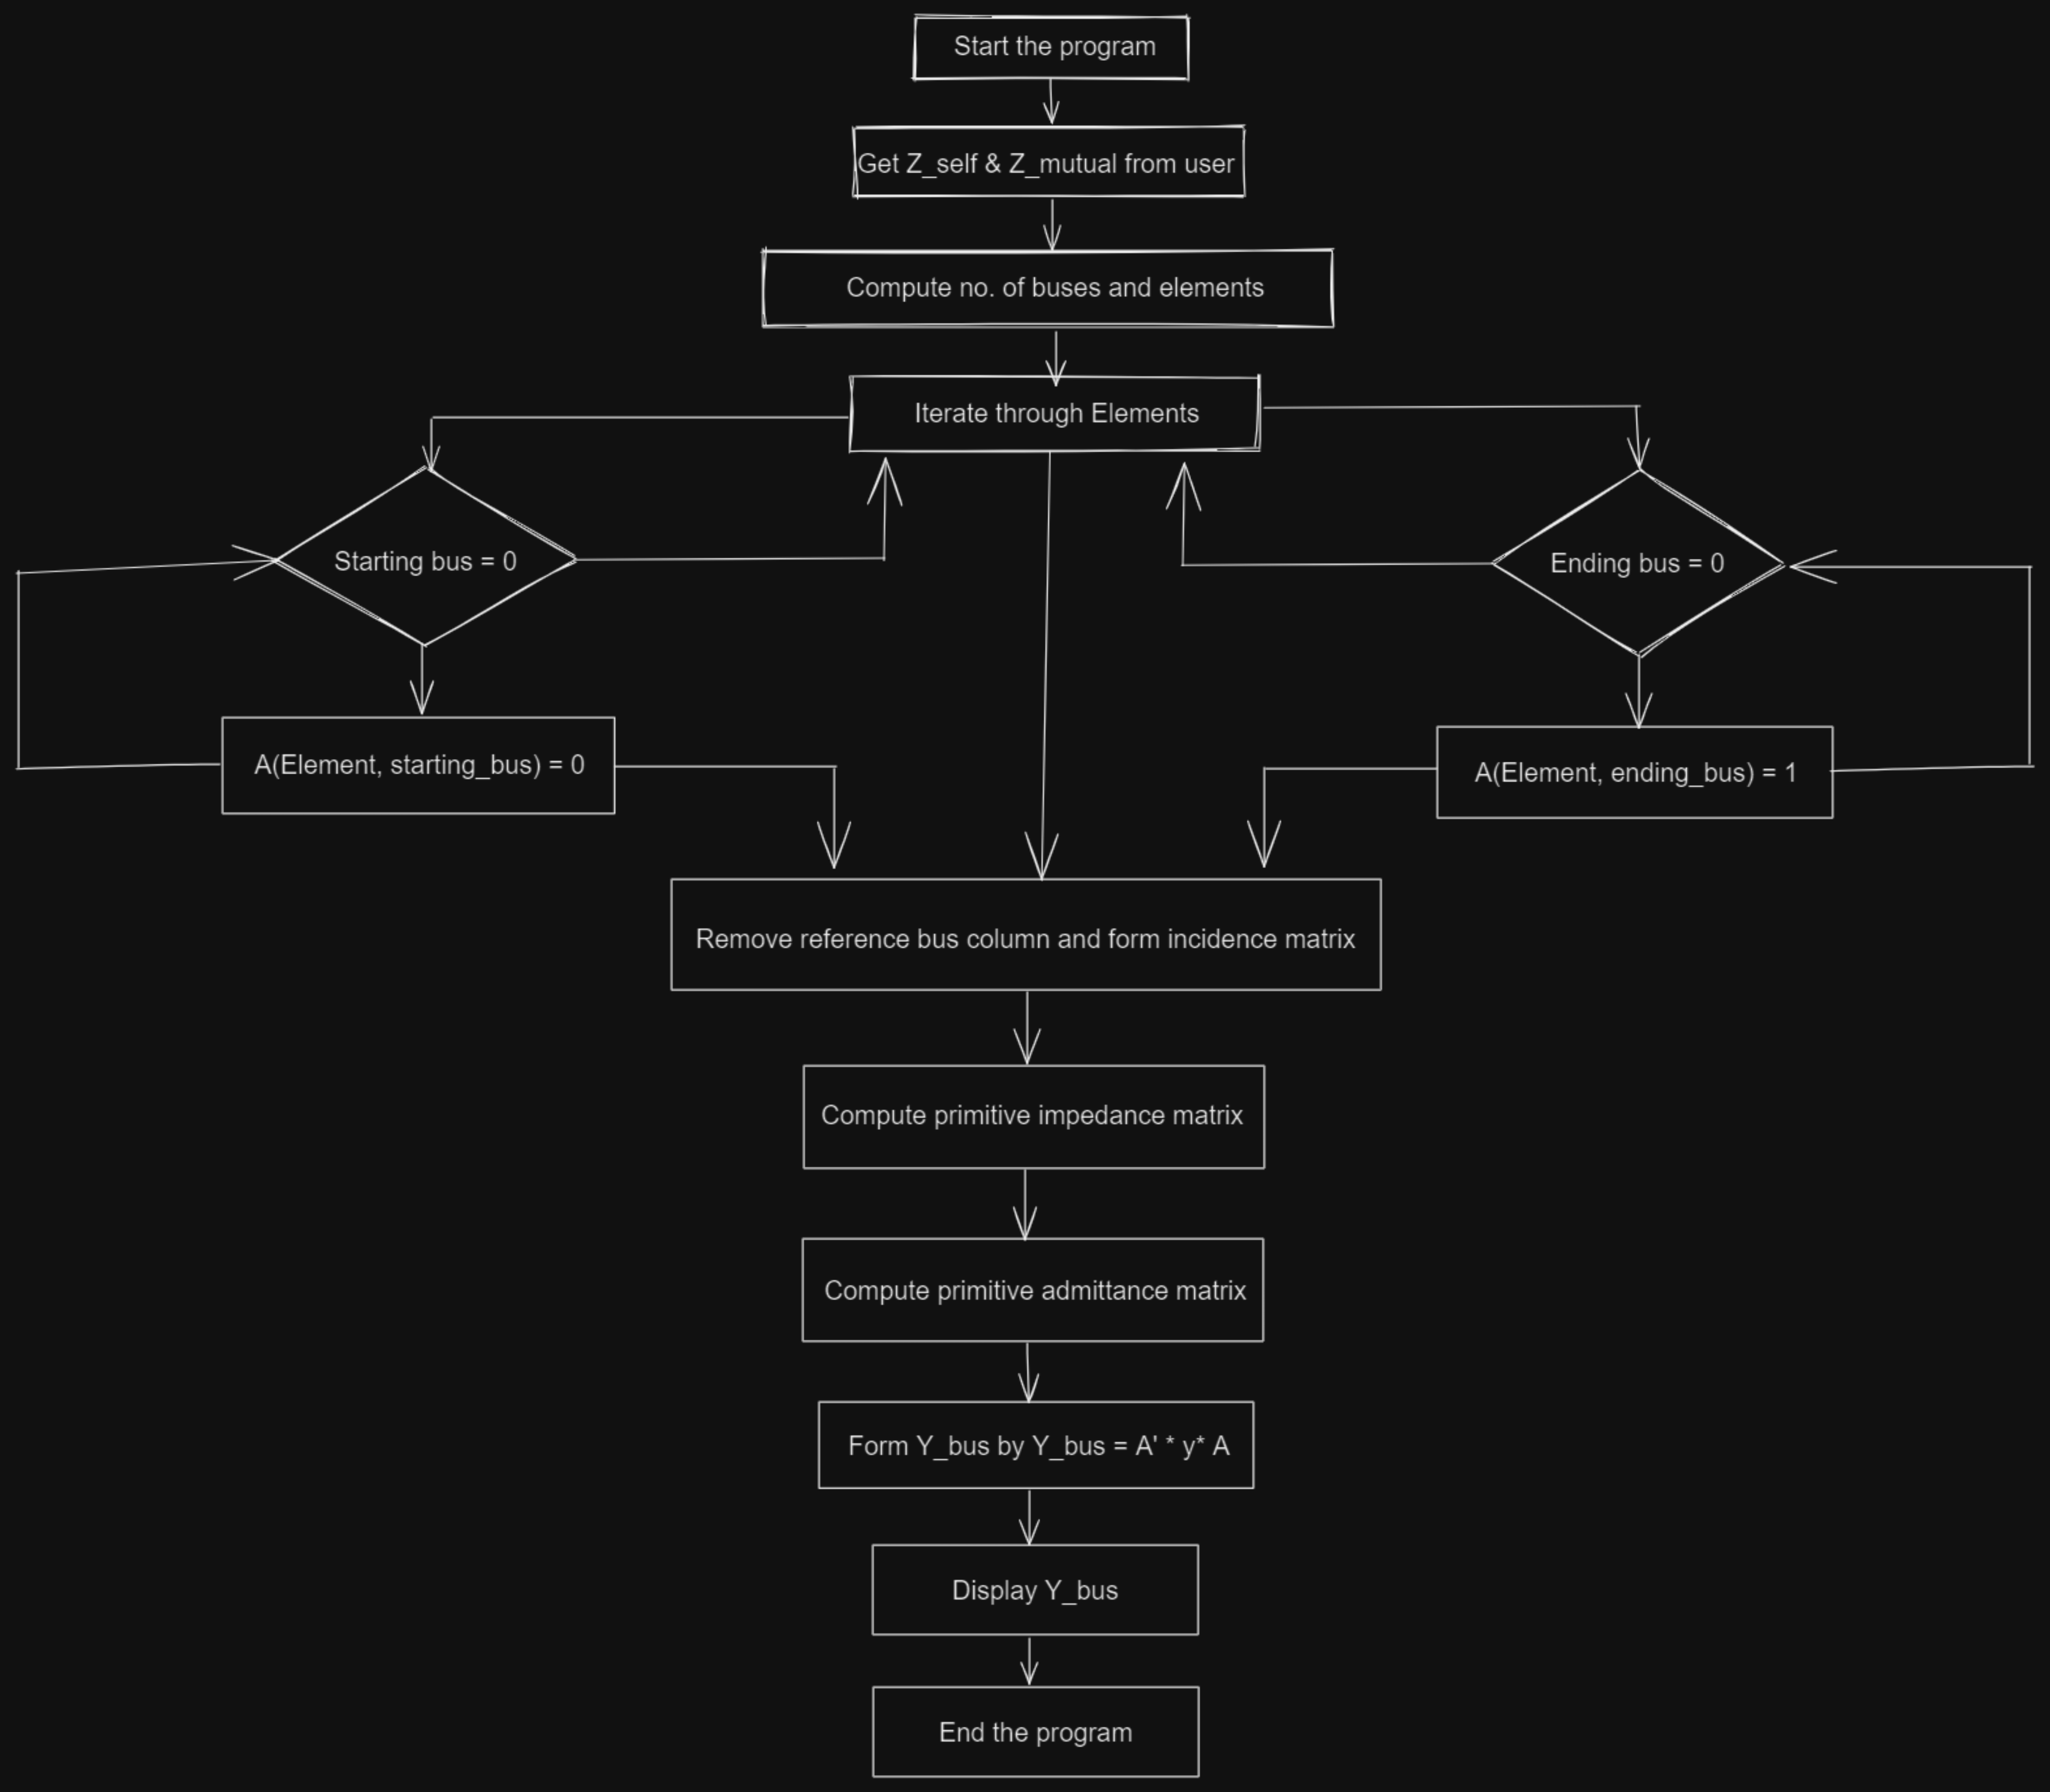 Start the program
Get Z_self & Z_mutual from user
Compute no. of buses and elements
Iterate through Elements
Starting bus = 0
Ending bus = 0
A(Element, starting_bus) = 0
A(Element, ending_bus) = 1
Remove reference bus column and form incidence matrix
Compute primitive impedance matrix
Compute primitive admittance matrix
Form Y_bus by Y_bus = A' * y* A
Display Y_bus
End the program